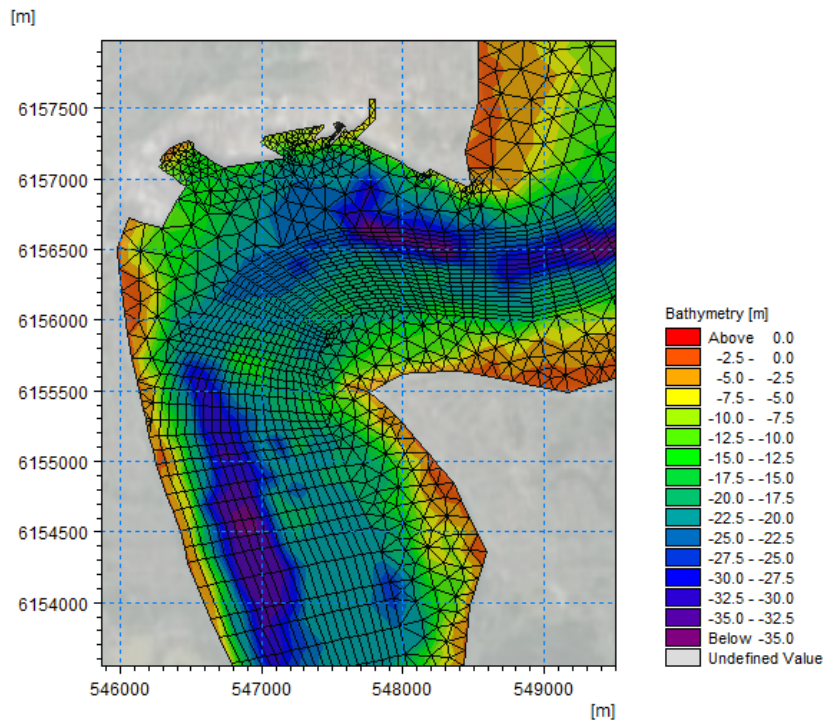 [m]
6157500
6157000
6156500
6156000
6155500
6155000
6154500
6154000
546000 547000 548000 549000
[m]
Bathymetry [m]
Above 0.0
-2.5 - 0.0
-5.0 - -2.5
-7.5 - -5.0
-10.0 - -7.5
-12.5 - -10.0
-15.0 - -12.5
-17.5 - -15.0
-20.0 - -17.5
-22.5 - -20.0
-25.0 - -22.5
-27.5 - -25.0
-30.0 - -27.5
-32.5 - -30.0
-35.0 - -32.5
Below -35.0
Undefined Value